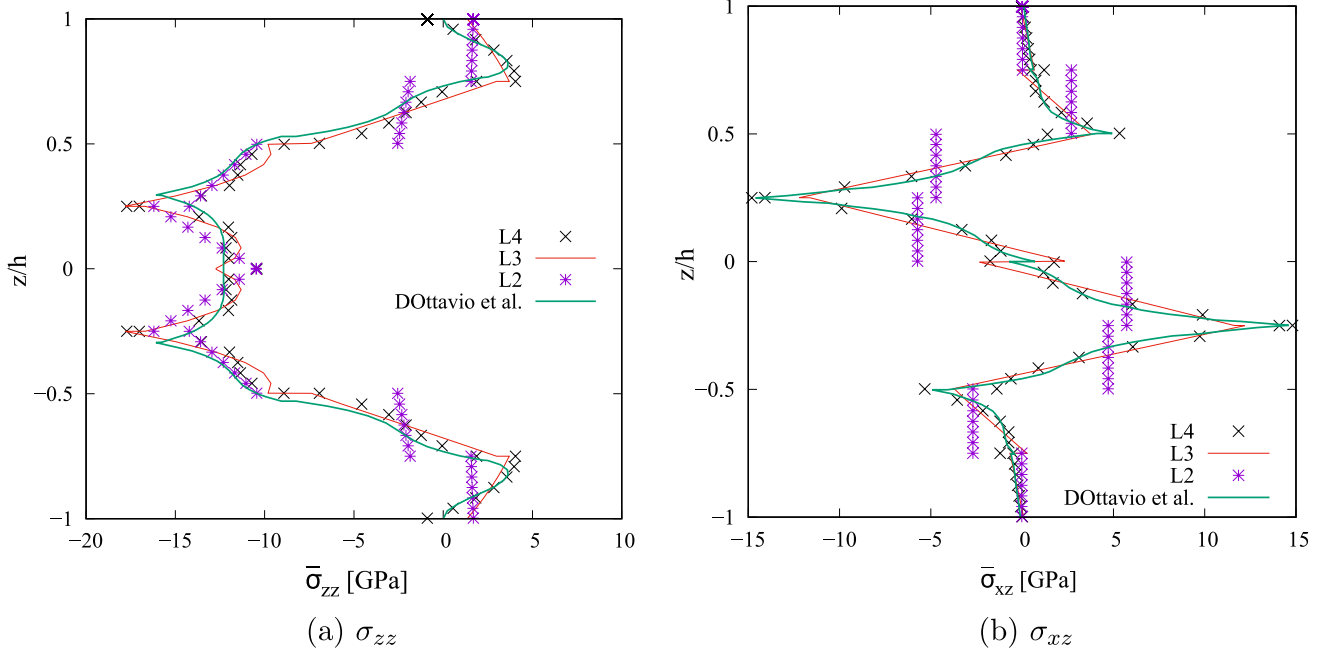 1
0.5
0
−0.5
−1
z/h
−20
−15
−10
−5
0
5
10
σ̅zz [GPa]
L4
L3
L2
DOttavio et al.
(a) σzz
1
0.5
0
−0.5
−1
z/h
−15
−10
−5
0
5
10
15
σ̅xz [GPa]
L4
L3
L2
DOttavio et al.
(b) σxz